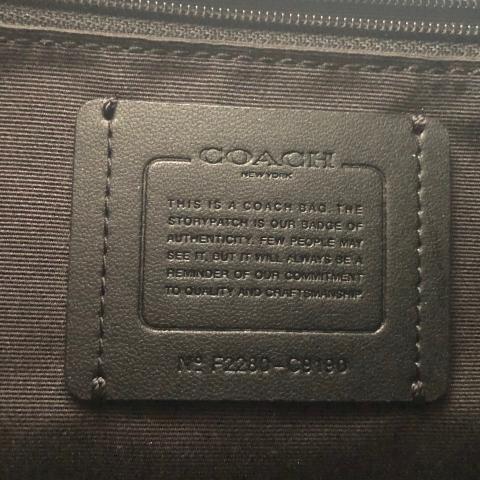 COACH
NEW YORK
THIS IS A COACH BAG. THE
STORYPATCH IS OUR BADGE OF
AUTHENTICITY. FEW PEOPLE MAY
SEE IT, BUT IT WILL ALWAYS BE A
REMINDER OF OUR COMMITMENT
TO QUALITY AND CRAFTSMANSHIP
Nº F2280-C9190